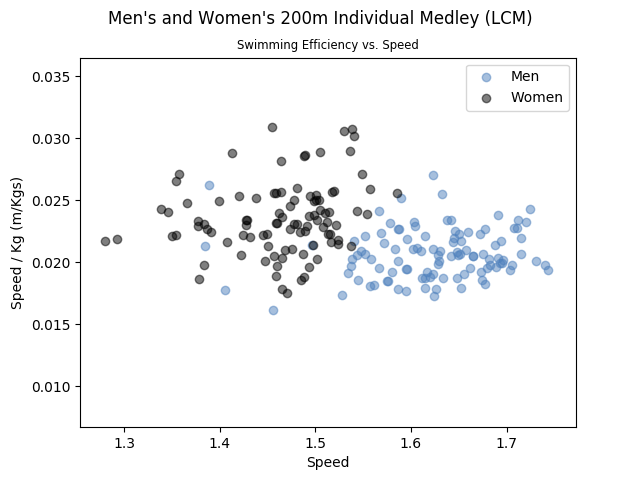 Men's and Women's 200m Individual Medley (LCM)
Swimming Efficiency vs. Speed
Men
Women
Speed / Kg (m/Kgs)
0.035
0.030
0.025
0.020
0.015
0.010
1.3 1.4 1.5 1.6 1.7
Speed